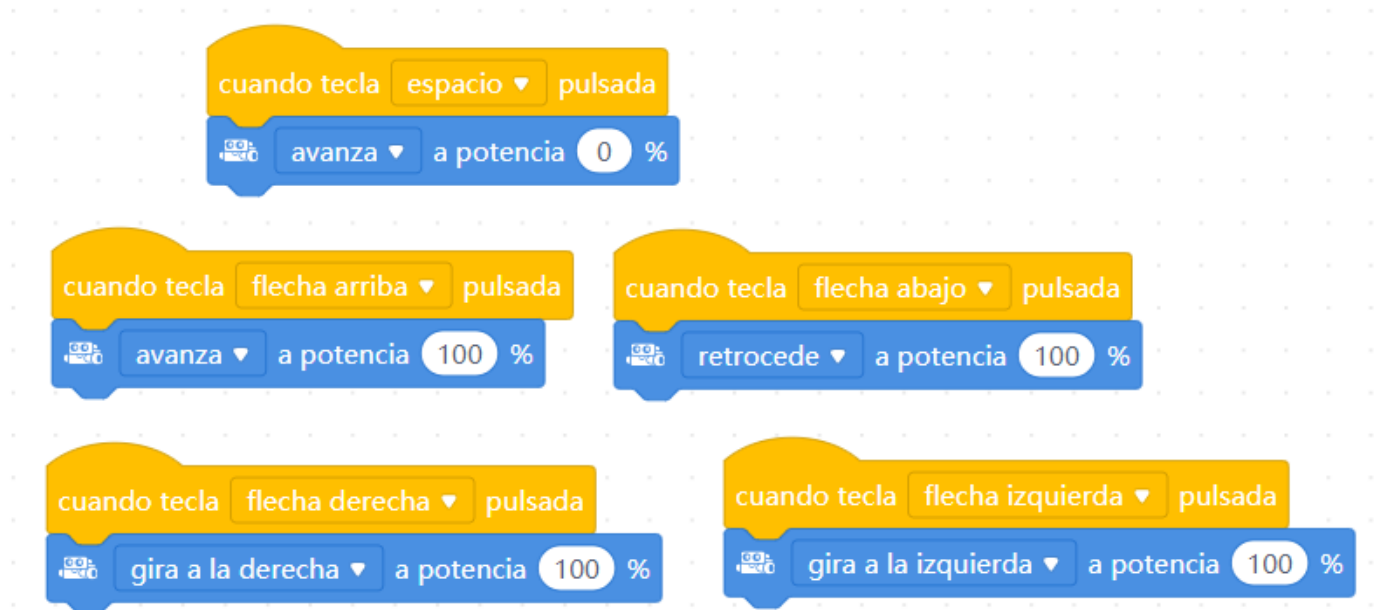 cuando tecla espacio ▼ pulsada
avanza ▼ a potencia 0 %
cuando tecla flecha arriba ▼ pulsada
avanza ▼ a potencia 100 %
cuando tecla flecha abajo ▼ pulsada
retrocede ▼ a potencia 100 %
cuando tecla flecha derecha ▼ pulsada
gira a la derecha ▼ a potencia 100 %
cuando tecla flecha izquierda ▼ pulsada
gira a la izquierda ▼ a potencia 100 %